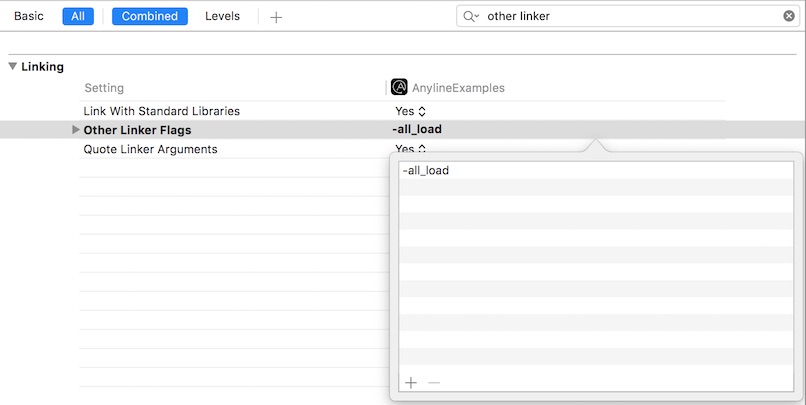 Basic All Combined Levels + other linker
Linking
Setting AnylineExamples
Link With Standard Libraries Yes
Other Linker Flags -all_load
Quote Linker Arguments Yes
-all_load